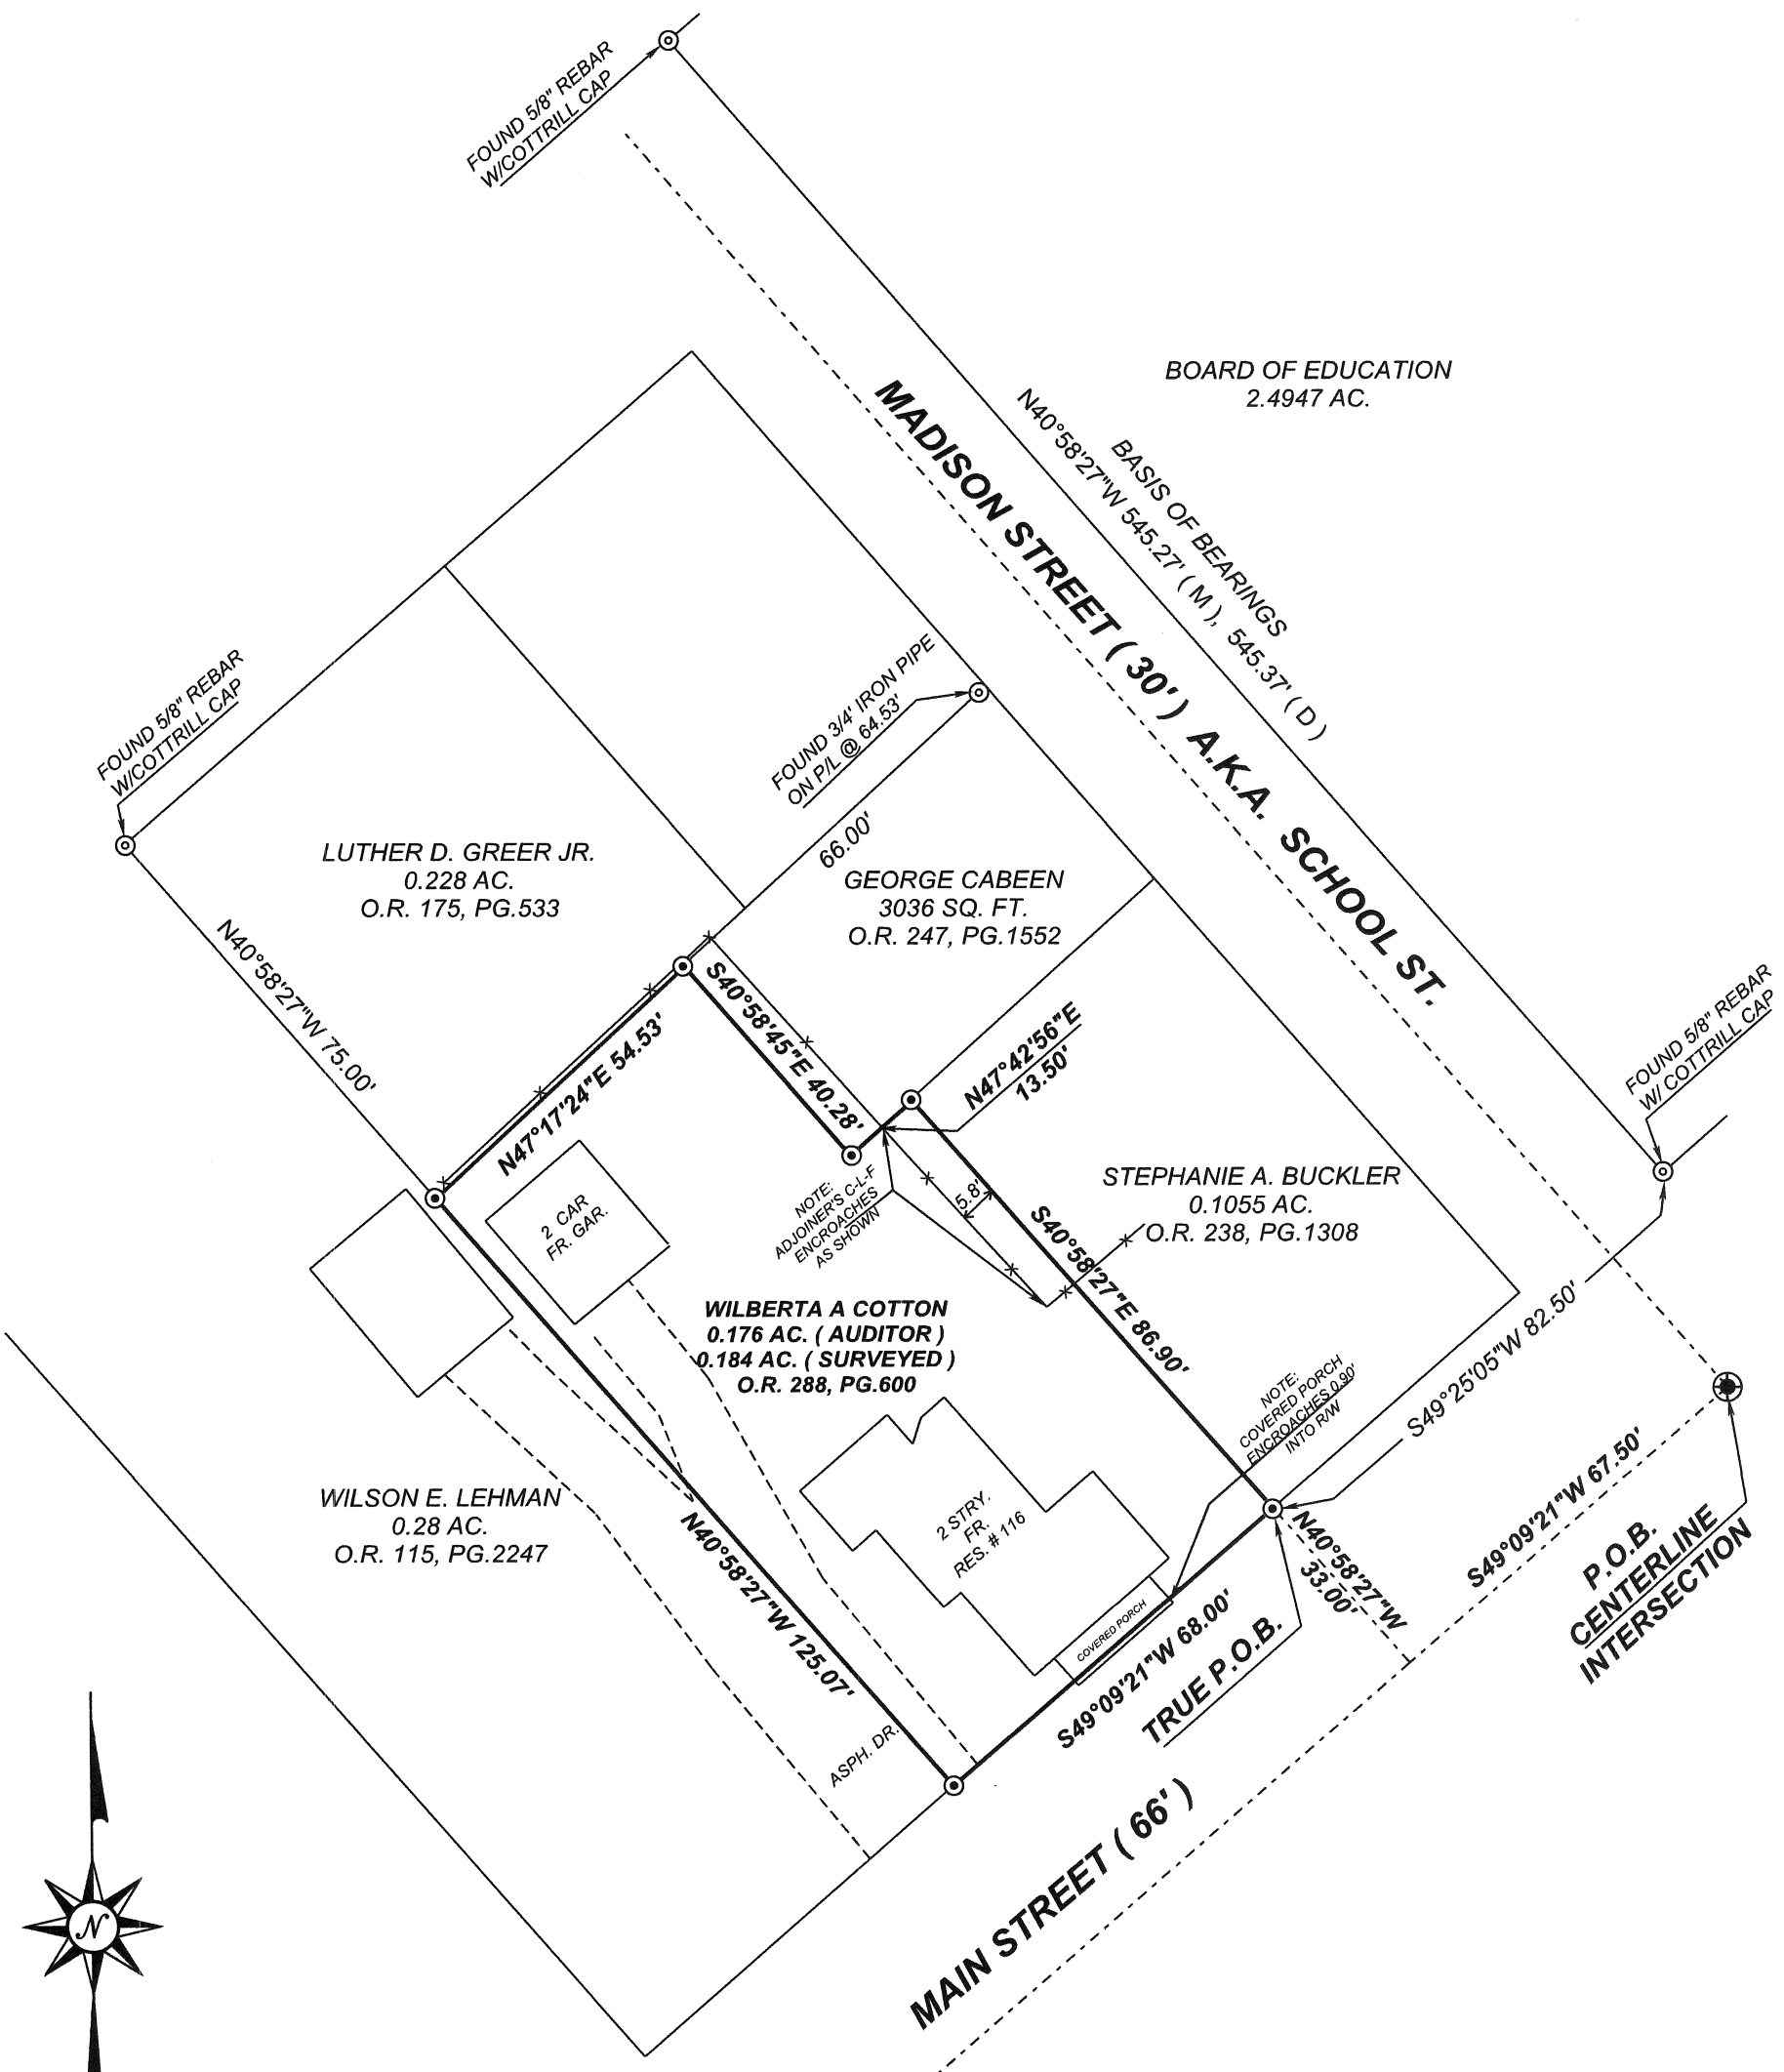 FOUND 5/8" REBAR
W/COTTRILL CAP
BOARD OF EDUCATION
2.4947 AC.
BASIS OF BEARINGS
N40°58'27"W 545.27' ( M ), 545.37' ( D )
MADISON STREET ( 30' ) A.K.A. SCHOOL ST.
FOUND 5/8" REBAR
W/COTTRILL CAP
FOUND 3/4' IRON PIPE
ON P/L @ 64.53'
66.00'
LUTHER D. GREER JR.
0.228 AC.
O.R. 175, PG.533
GEORGE CABEEN
3036 SQ. FT.
O.R. 247, PG.1552
N40°58'27"W 75.00'
N47°17'24"E 54.53'
S40°58'45"E 40.28'
N47°42'56"E
13.50'
FOUND 5/8" REBAR
W/ COTTRILL CAP
2 CAR
FR. GAR.
NOTE:
ADJOINER'S C-L-F
ENCROACHES
AS SHOWN
5.8'
STEPHANIE A. BUCKLER
0.1055 AC.
O.R. 238, PG.1308
S40°58'27"E 86.90'
WILBERTA A COTTON
0.176 AC. ( AUDITOR )
0.184 AC. ( SURVEYED )
O.R. 288, PG.600
NOTE:
COVERED PORCH
ENCROACHES 0.90'
INTO R/W
S49°25'05"W 82.50'
WILSON E. LEHMAN
0.28 AC.
O.R. 115, PG.2247
N40°58'27"W 125.07'
2 STRY.
FR.
RES. # 116
COVERED PORCH
N40°58'27"W
33.00'
S49°09'21"W 67.50'
P.O.B.
CENTERLINE
INTERSECTION
S49°09'21"W 68.00'
TRUE P.O.B.
ASPH. DR.
MAIN STREET ( 66' )
N